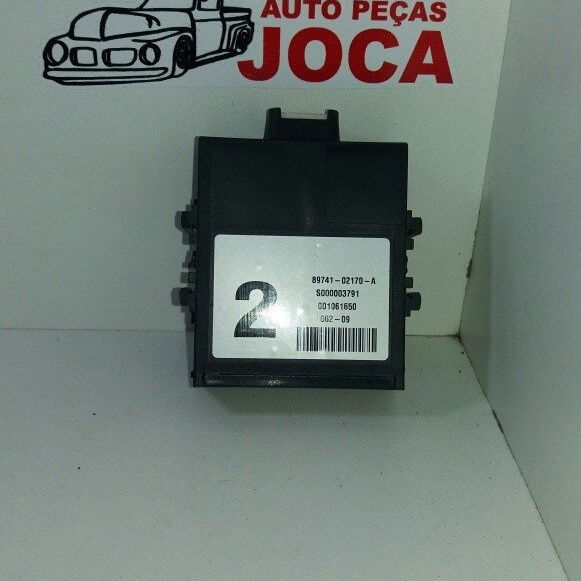 AUTO PEÇAS
JOCA
2
89741-02170-A
S000003791
001061650
062-09